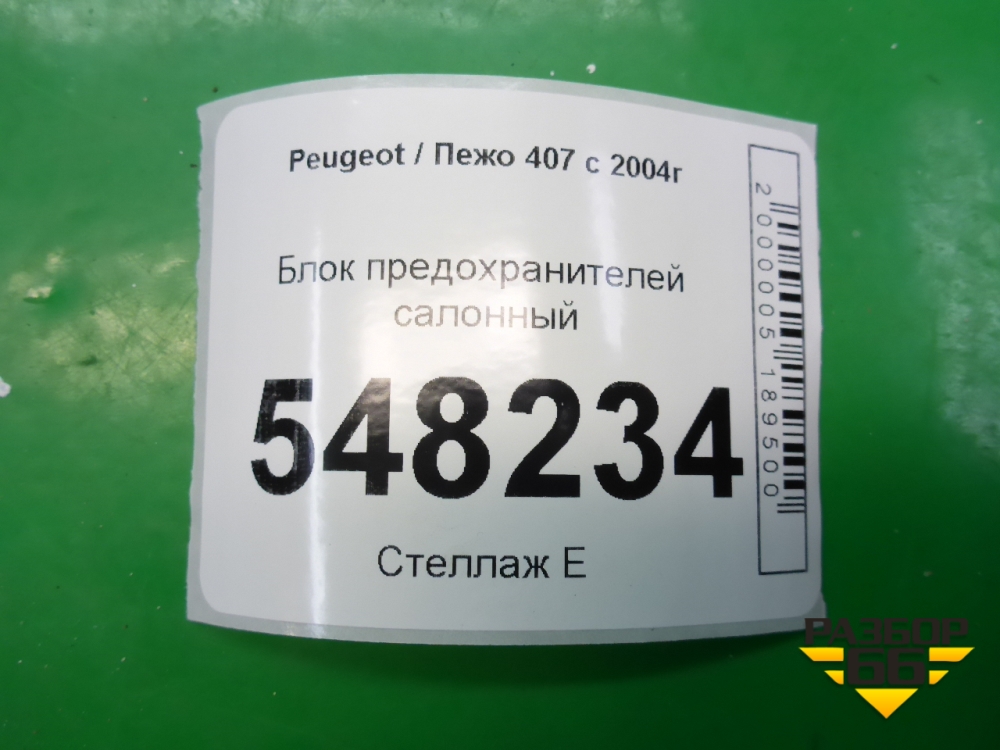 Peugeot / Пежо 407 с 2004г
Блок предохранителей
салонный
548234
Стеллаж Е
2000005189500
РАЗБОР
66